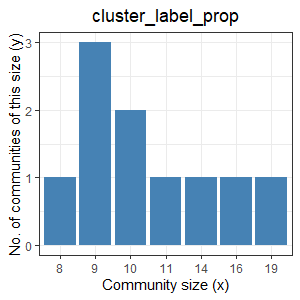 cluster_label_prop
No. of communities of this size (y)
3
2
1
0
8 9 10 11 14 16 19
Community size (x)